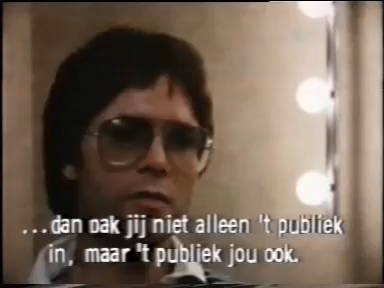 ...dan pak jij niet alleen 't publiek
in, maar 't publiek jou ook.